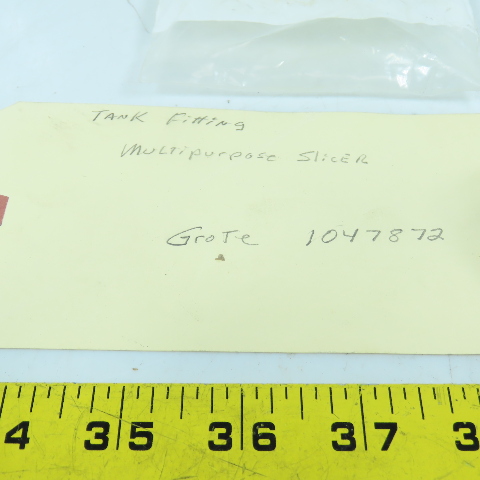 TANK Fitting
Multipurpose Slicer
Grote 1047872
4 35 36 37 3